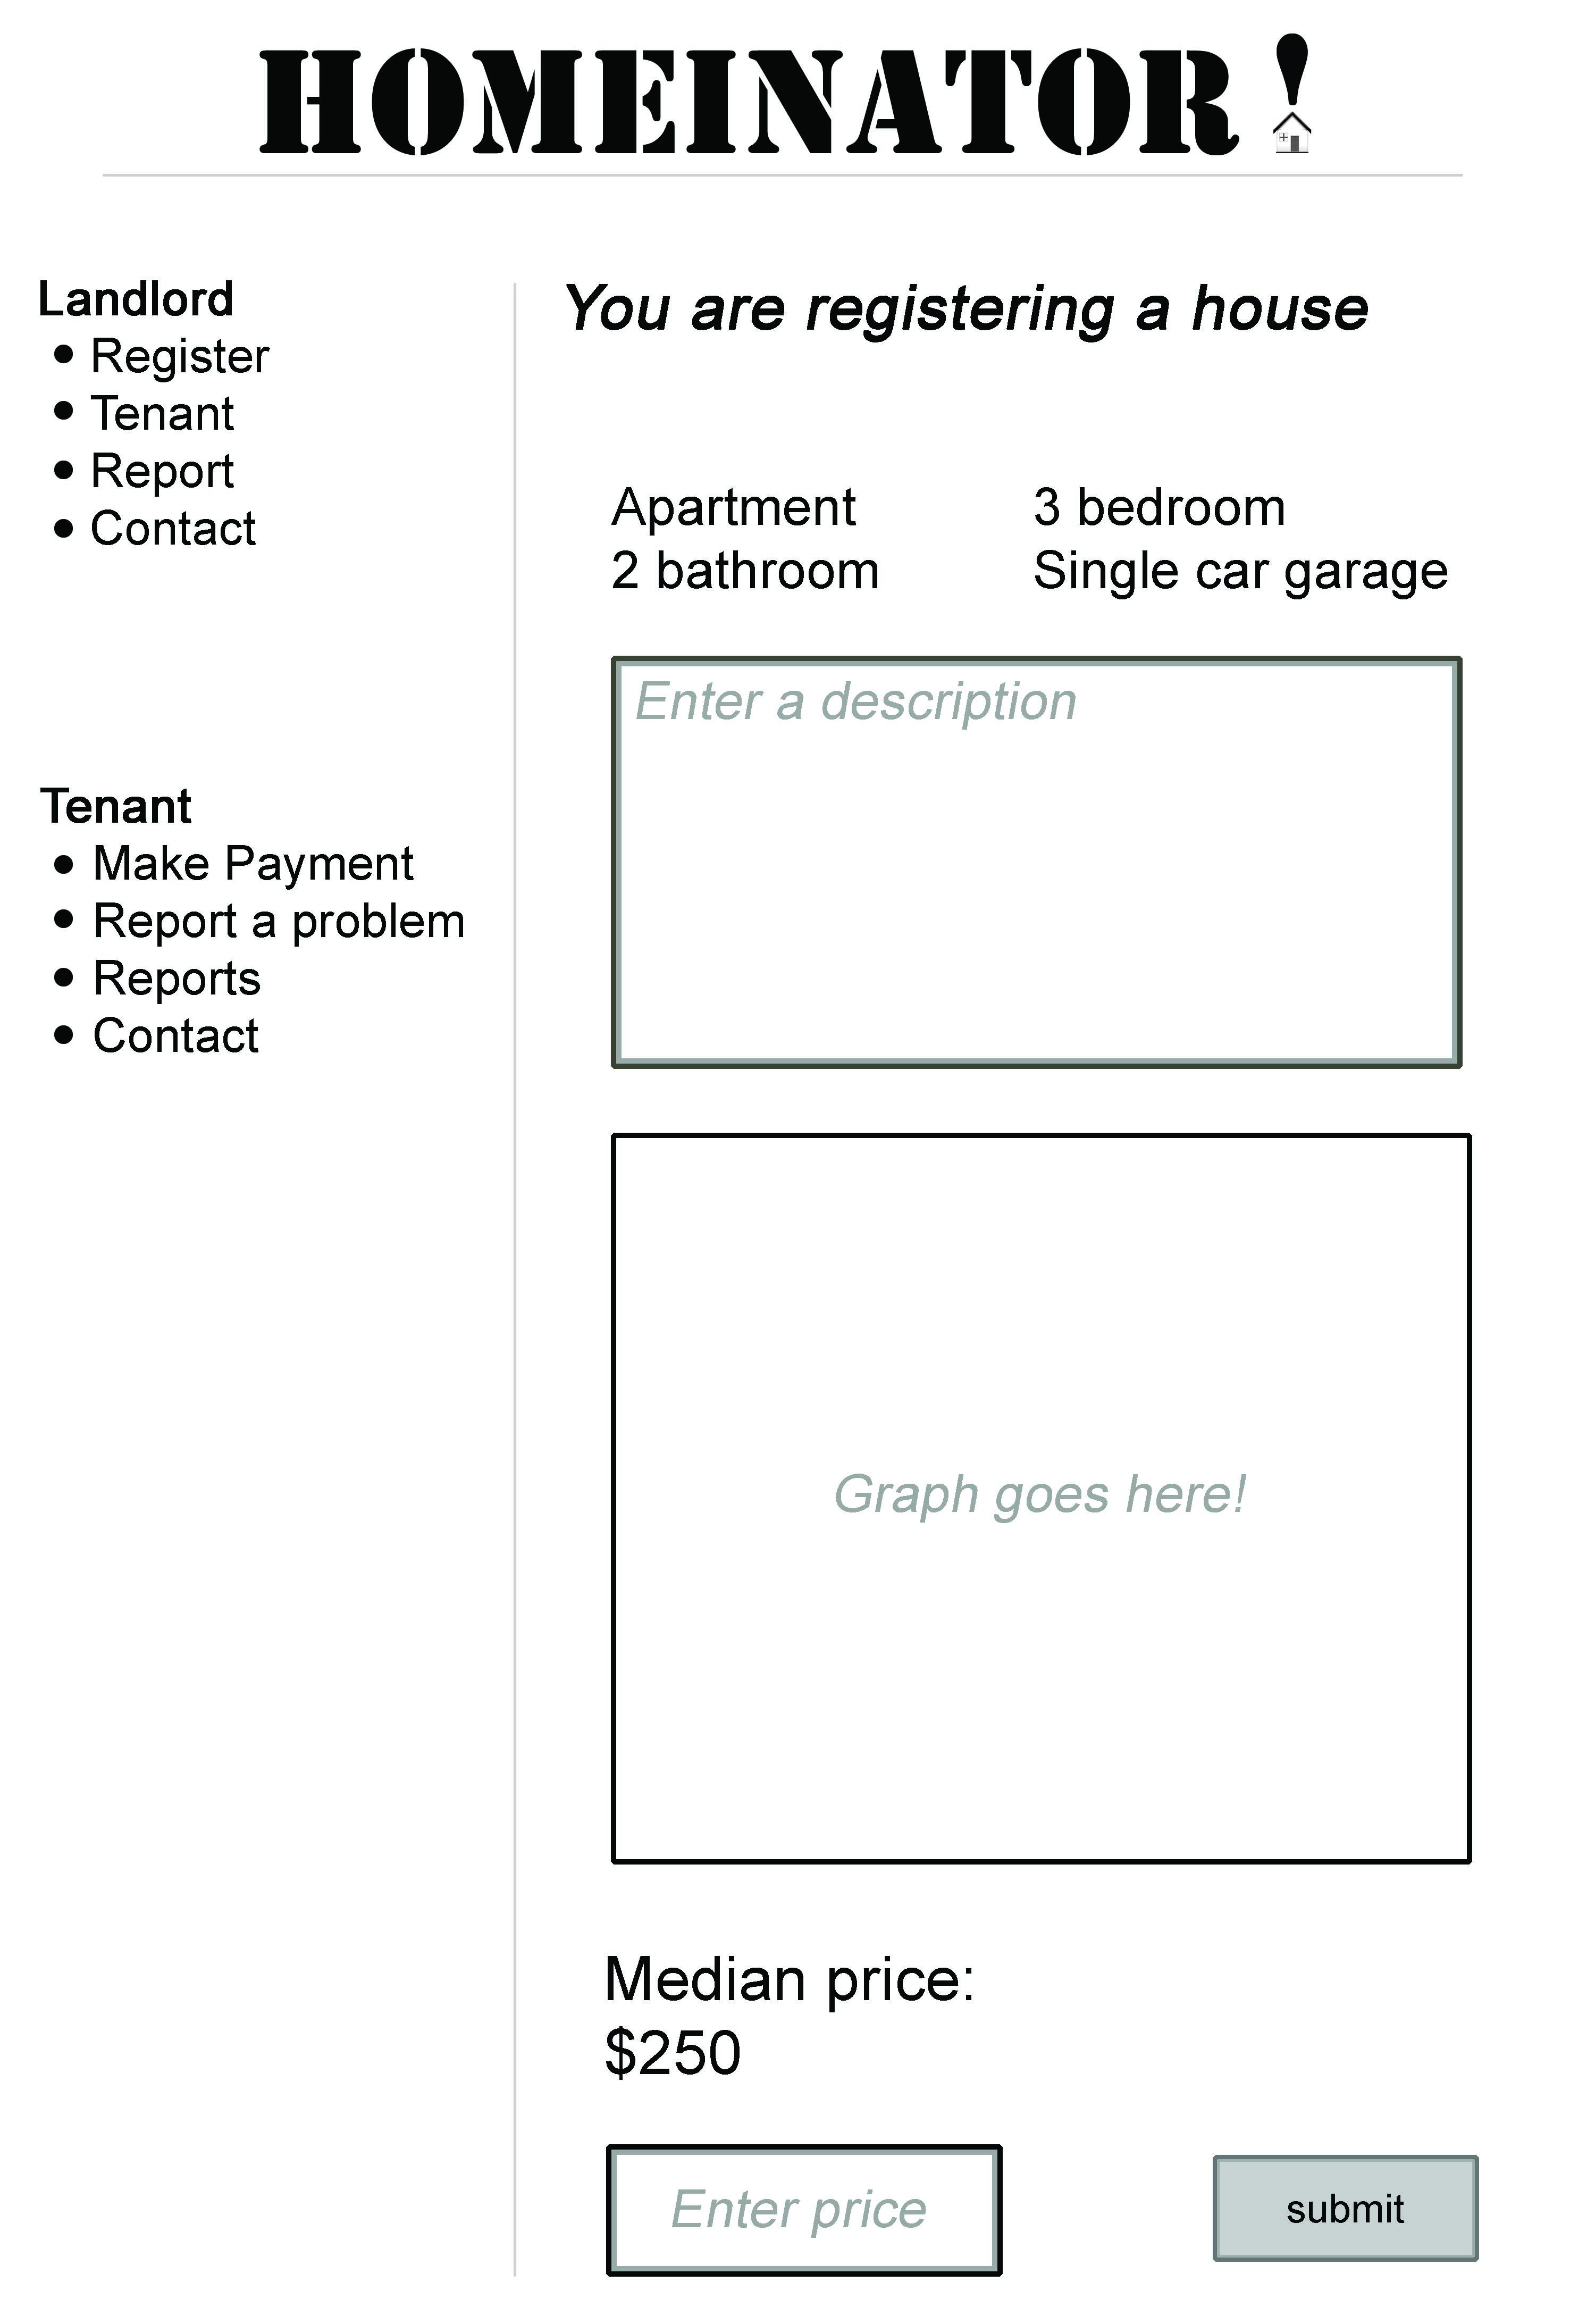 HOMEINATOR!
Landlord
Register
Tenant
Report
Contact
Tenant
Make Payment
Report a problem
Reports
Contact
You are registering a house
Apartment 3 bedroom
2 bathroom Single car garage
Enter a description
Graph goes here!
Median price:
$250
Enter price
submit